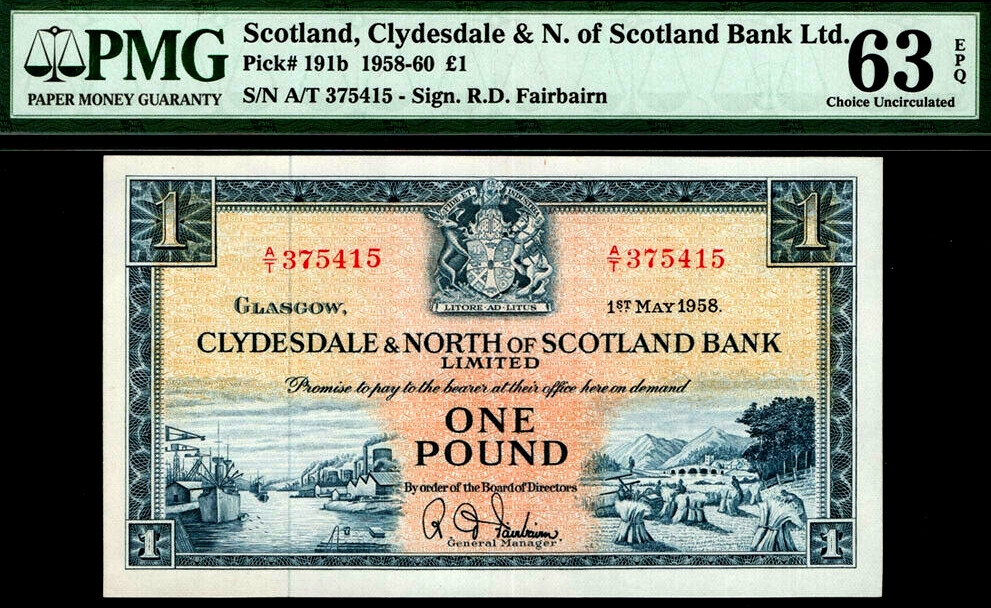 PMG
PAPER MONEY GUARANTY
Scotland, Clydesdale & N. of Scotland Bank Ltd.
Pick# 191b 1958-60 £1
S/N A/T 375415 - Sign. R.D. Fairbairn
63 EPQ
Choice Uncirculated
1 1
A/T 375415 A/T 375415
LITORE·AD·LITUS
GLASGOW, 1ST MAY 1958.
CLYDESDALE & NORTH OF SCOTLAND BANK
LIMITED
Promise to pay to the bearer at their office here on demand
ONE
POUND
By order of the Board of Directors
R D Fairbairn
General Manager
1 1